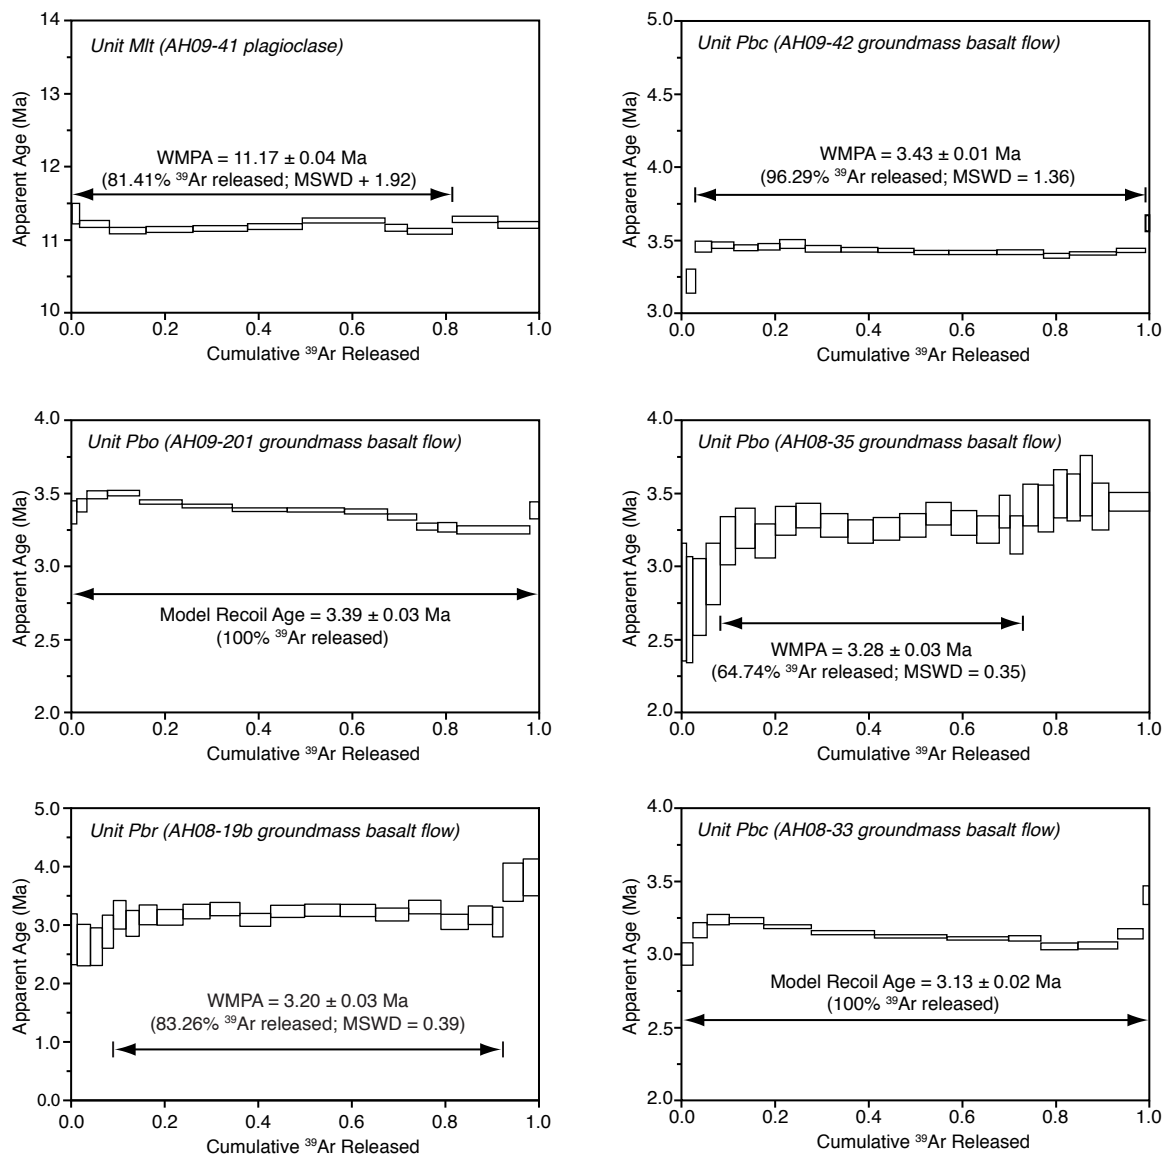 Unit Mlt (AH09-41 plagioclase)
WMPA = 11.17 ± 0.04 Ma
(81.41% ³⁹Ar released; MSWD + 1.92)
Apparent Age (Ma)
14
13
12
11
10
0.0 0.2 0.4 0.6 0.8 1.0
Cumulative ³⁹Ar Released
Unit Pbc (AH09-42 groundmass basalt flow)
WMPA = 3.43 ± 0.01 Ma
(96.29% ³⁹Ar released; MSWD = 1.36)
Apparent Age (Ma)
5.0
4.5
4.0
3.5
3.0
0.0 0.2 0.4 0.6 0.8 1.0
Cumulative ³⁹Ar Released
Unit Pbo (AH09-201 groundmass basalt flow)
Model Recoil Age = 3.39 ± 0.03 Ma
(100% ³⁹Ar released)
Apparent Age (Ma)
4.0
3.5
3.0
2.5
2.0
0.0 0.2 0.4 0.6 0.8 1.0
Cumulative ³⁹Ar Released
Unit Pbo (AH08-35 groundmass basalt flow)
WMPA = 3.28 ± 0.03 Ma
(64.74% ³⁹Ar released; MSWD = 0.35)
Apparent Age (Ma)
4.0
3.5
3.0
2.5
2.0
0.0 0.2 0.4 0.6 0.8 1.0
Cumulative ³⁹Ar Released
Unit Pbr (AH08-19b groundmass basalt flow)
WMPA = 3.20 ± 0.03 Ma
(83.26% ³⁹Ar released; MSWD = 0.39)
Apparent Age (Ma)
5.0
4.0
3.0
2.0
1.0
0.0
0.0 0.2 0.4 0.6 0.8 1.0
Cumulative ³⁹Ar Released
Unit Pbc (AH08-33 groundmass basalt flow)
Model Recoil Age = 3.13 ± 0.02 Ma
(100% ³⁹Ar released)
Apparent Age (Ma)
4.0
3.5
3.0
2.5
2.0
0.0 0.2 0.4 0.6 0.8 1.0
Cumulative ³⁹Ar Released